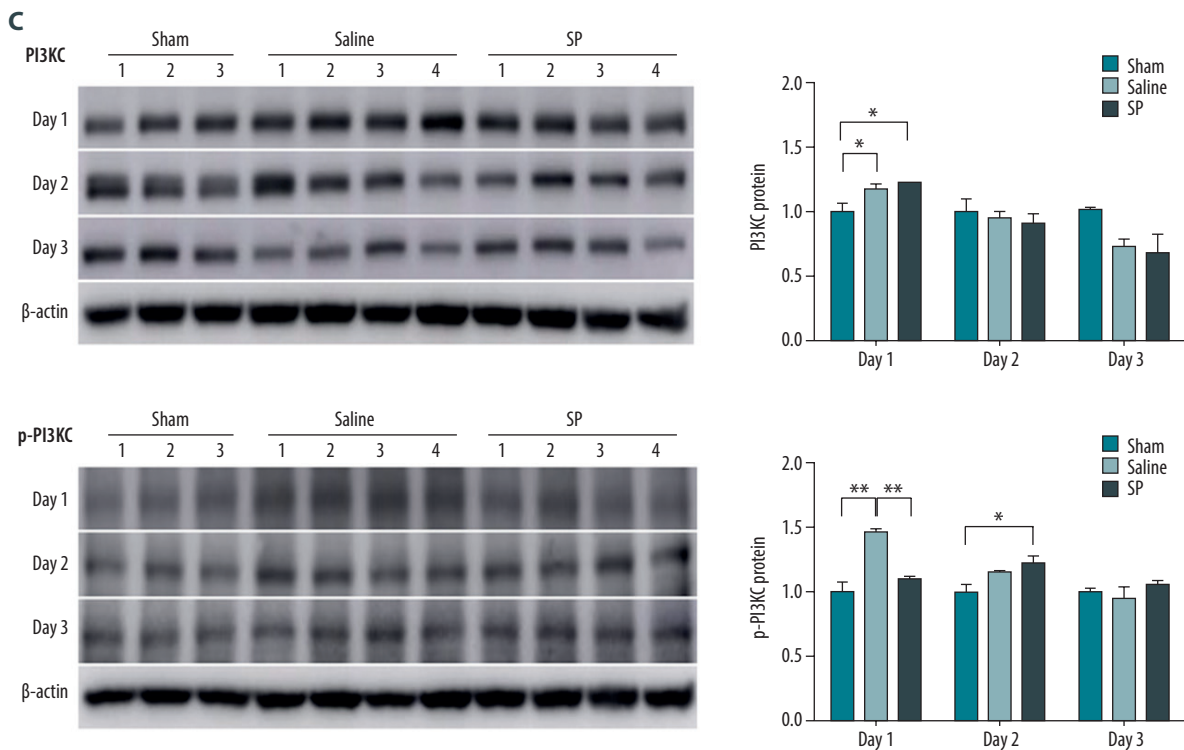 C
Sham Saline SP
PI3KC
1 2 3 1 2 3 4 1 2 3 4
Day 1
Day 2
Day 3
β-actin
Sham
Saline
SP
2.0
1.5
1.0
0.5
0.0
PI3KC protein
* *
Day 1 Day 2 Day 3
Sham Saline SP
p-PI3KC
1 2 3 1 2 3 4 1 2 3 4
Day 1
Day 2
Day 3
β-actin
Sham
Saline
SP
2.0
1.5
1.0
0.5
0.0
p-PI3KC protein
** ** *
Day 1 Day 2 Day 3